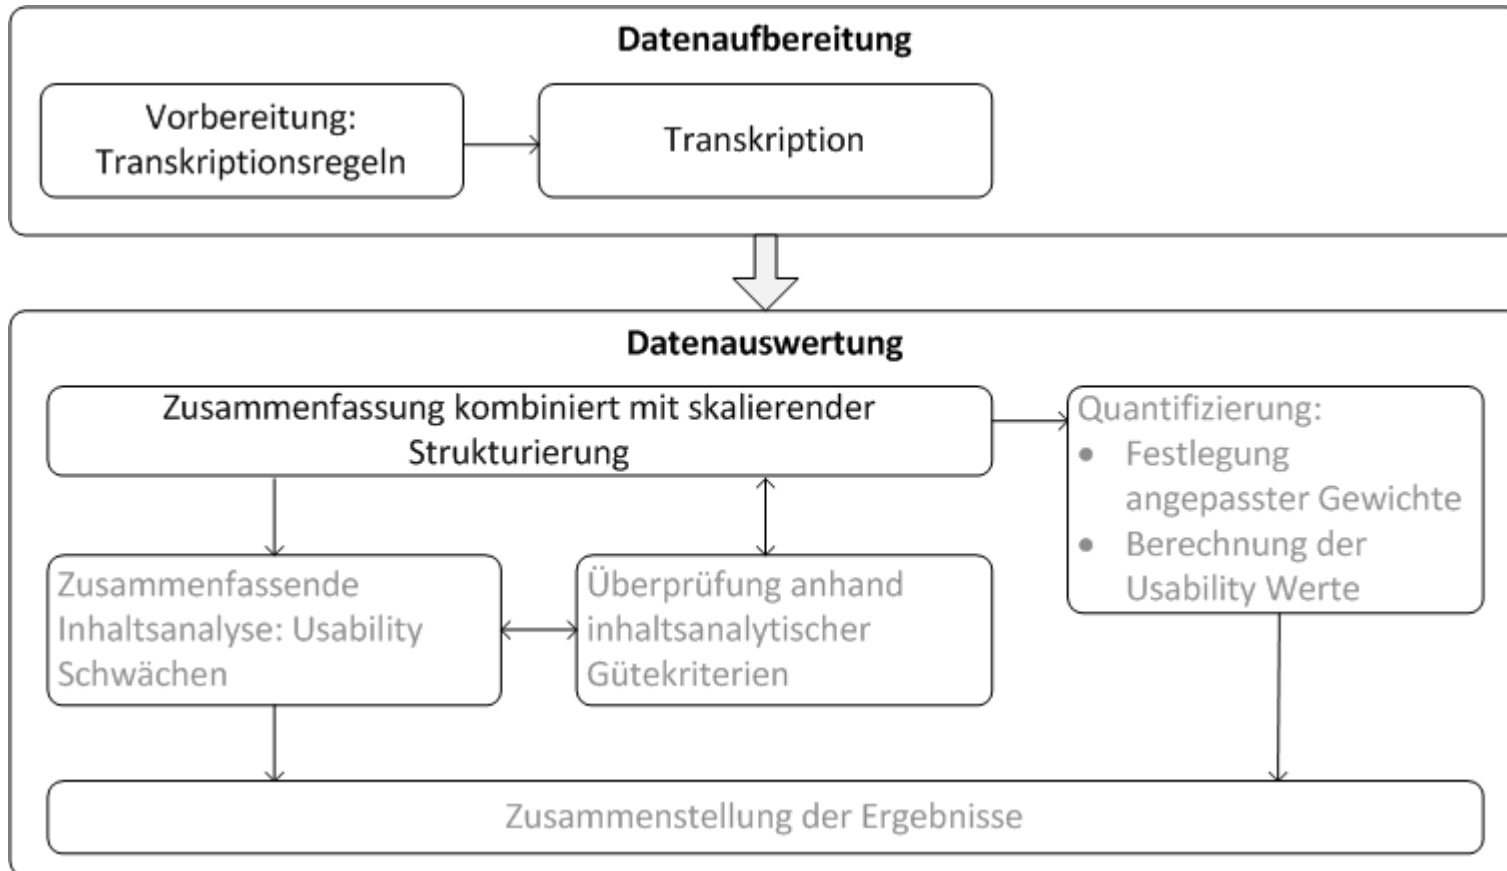 Datenaufbereitung
Vorbereitung:
Transkriptionsregeln
Transkription
Datenauswertung
Zusammenfassung kombiniert mit skalierender
Strukturierung
Quantifizierung:
● Festlegung
angepasster Gewichte
● Berechnung der
Usability Werte
Zusammenfassende
Inhaltsanalyse: Usability
Schwächen
Überprüfung anhand
inhaltsanalytischer
Gütekriterien
Zusammenstellung der Ergebnisse